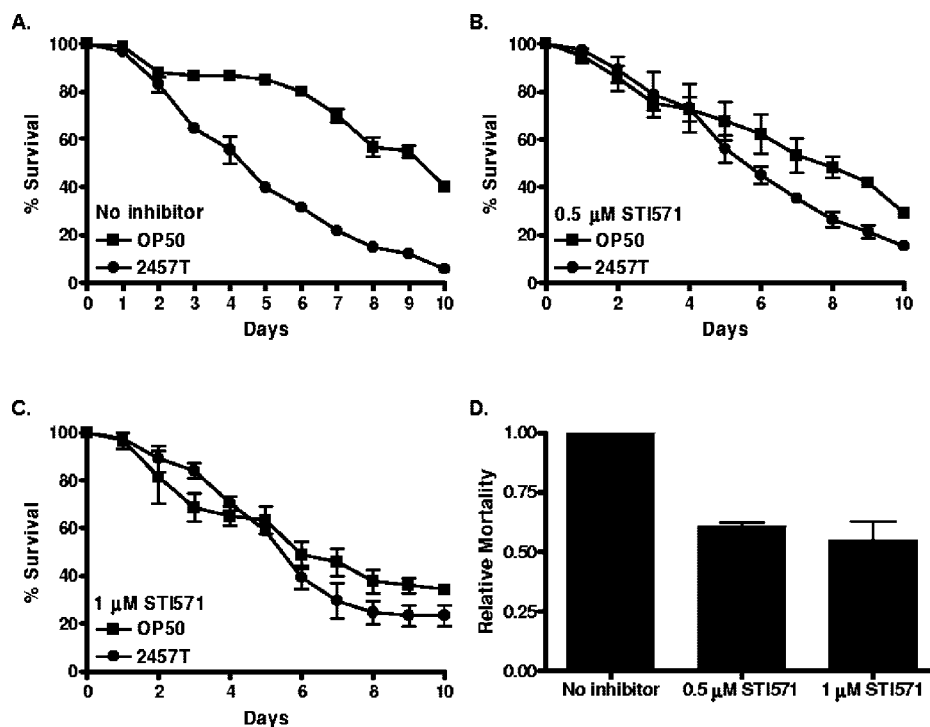 A.
% Survival
100
80
60
40
20
0
No inhibitor
OP50
2457T
0 1 2 3 4 5 6 7 8 9 10
Days
B.
% Survival
100
80
60
40
20
0
0.5 µM STI571
OP50
2457T
0 2 4 6 8 10
Days
C.
% Survival
100
80
60
40
20
0
1 µM STI571
OP50
2457T
0 2 4 6 8 10
Days
D.
Relative Mortality
1.00
0.75
0.50
0.25
0.00
No inhibitor 0.5 µM STI571 1 µM STI571